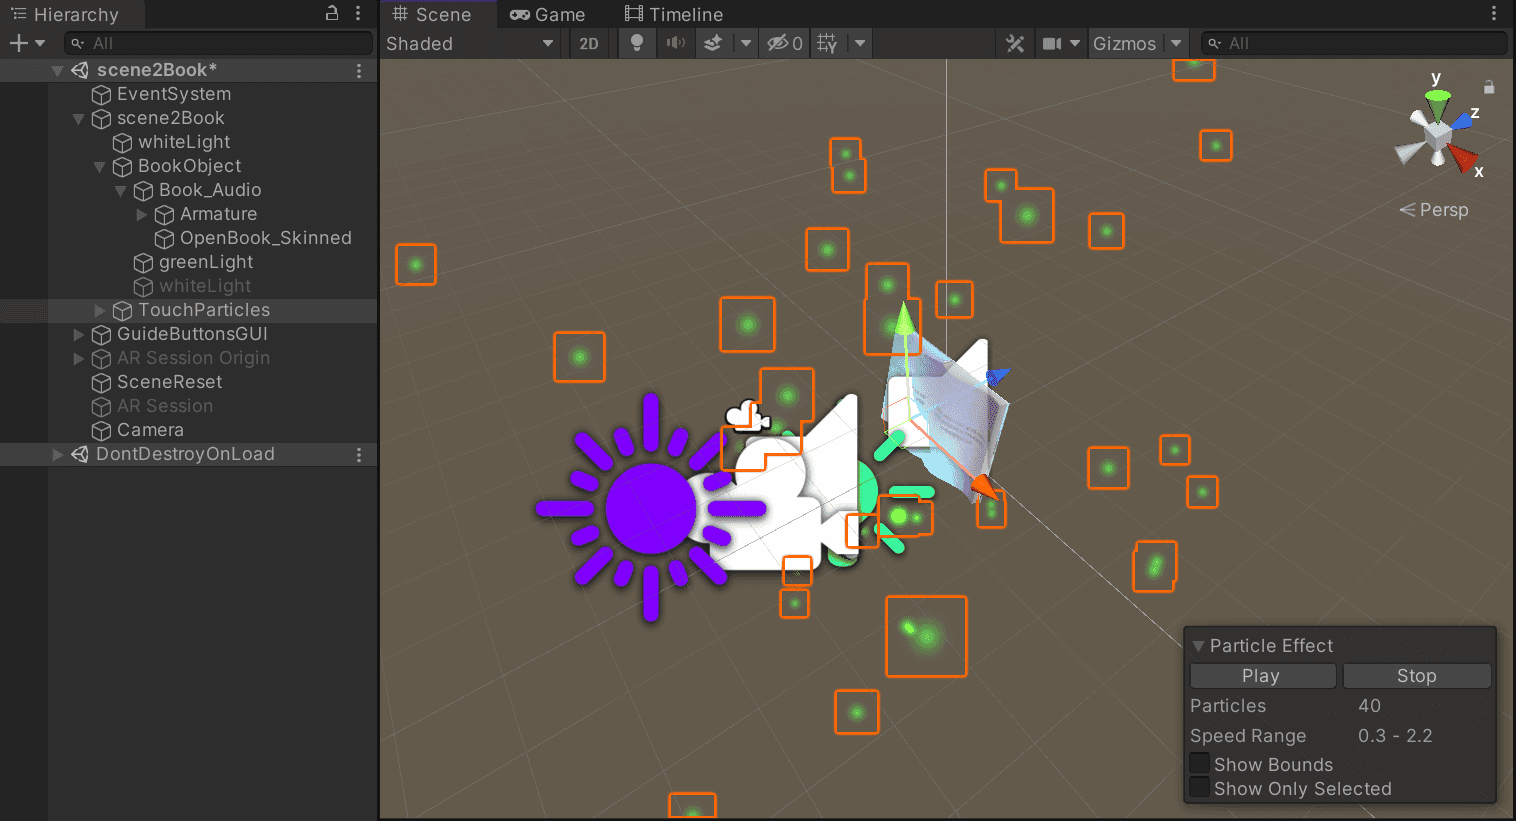 Hierarchy
All
scene2Book*
EventSystem
scene2Book
whiteLight
BookObject
Book_Audio
Armature
OpenBook_Skinned
greenLight
whiteLight
TouchParticles
GuideButtonsGUI
AR Session Origin
SceneReset
AR Session
Camera
DontDestroyOnLoad
Scene Game Timeline
Shaded 2D 0 Gizmos All
y
z
x
Persp
Particle Effect
Play Stop
Particles 40
Speed Range 0.3 - 2.2
Show Bounds
Show Only Selected